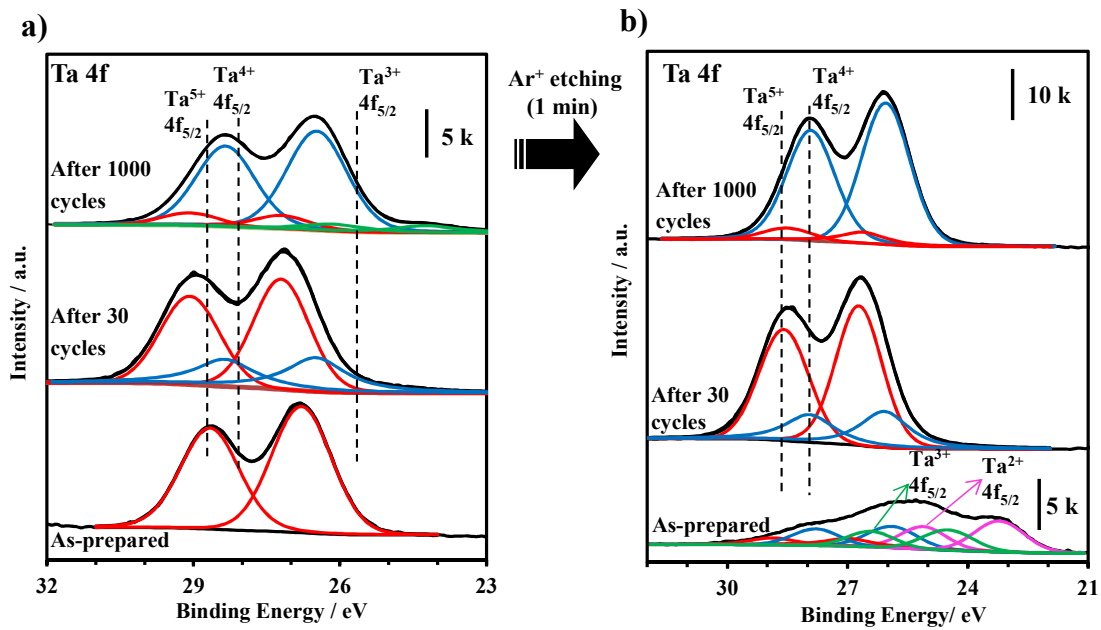 a)
Ta 4f
Ta5+
4f5/2
Ta4+
4f5/2
Ta3+
4f5/2
5 k
After 1000
cycles
After 30
cycles
As-prepared
Intensity / a.u.
32
29
26
23
Binding Energy / eV
Ar+ etching
(1 min)
b)
Ta 4f
Ta5+
4f5/2
Ta4+
4f5/2
10 k
After 1000
cycles
After 30
cycles
Ta3+
4f5/2
Ta2+
4f5/2
5 k
As-prepared
Intensity / a.u.
30
27
24
21
Binding Energy/ eV